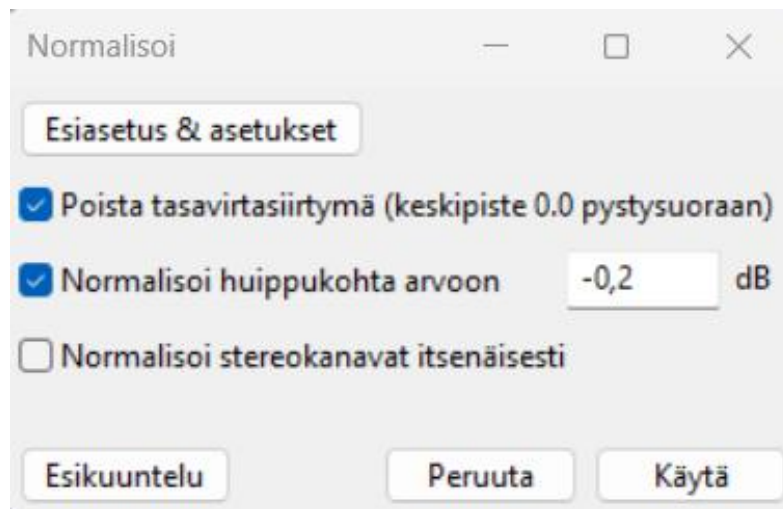 Normalisoi
Esiasetus & asetukset
Poista tasavirtasiirtymä (keskipiste 0.0 pystysuoraan)
Normalisoi huippukohta arvoon -0,2 dB
Normalisoi stereokanavat itsenäisesti
Esikuuntelu Peruuta Käytä